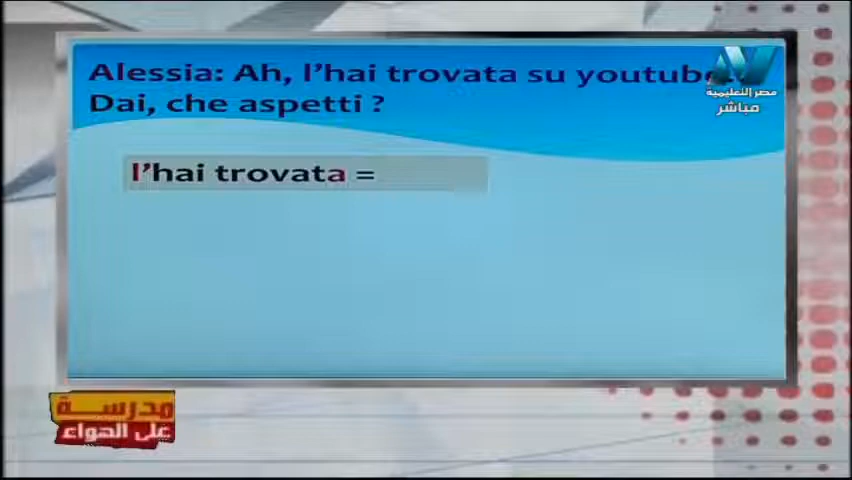 Alessia: Ah, l'hai trovata su youtube.
Dai, che aspetti ?
مصر التعليمية
مباشر
l'hai trovata =
مدرسة
على الهواء